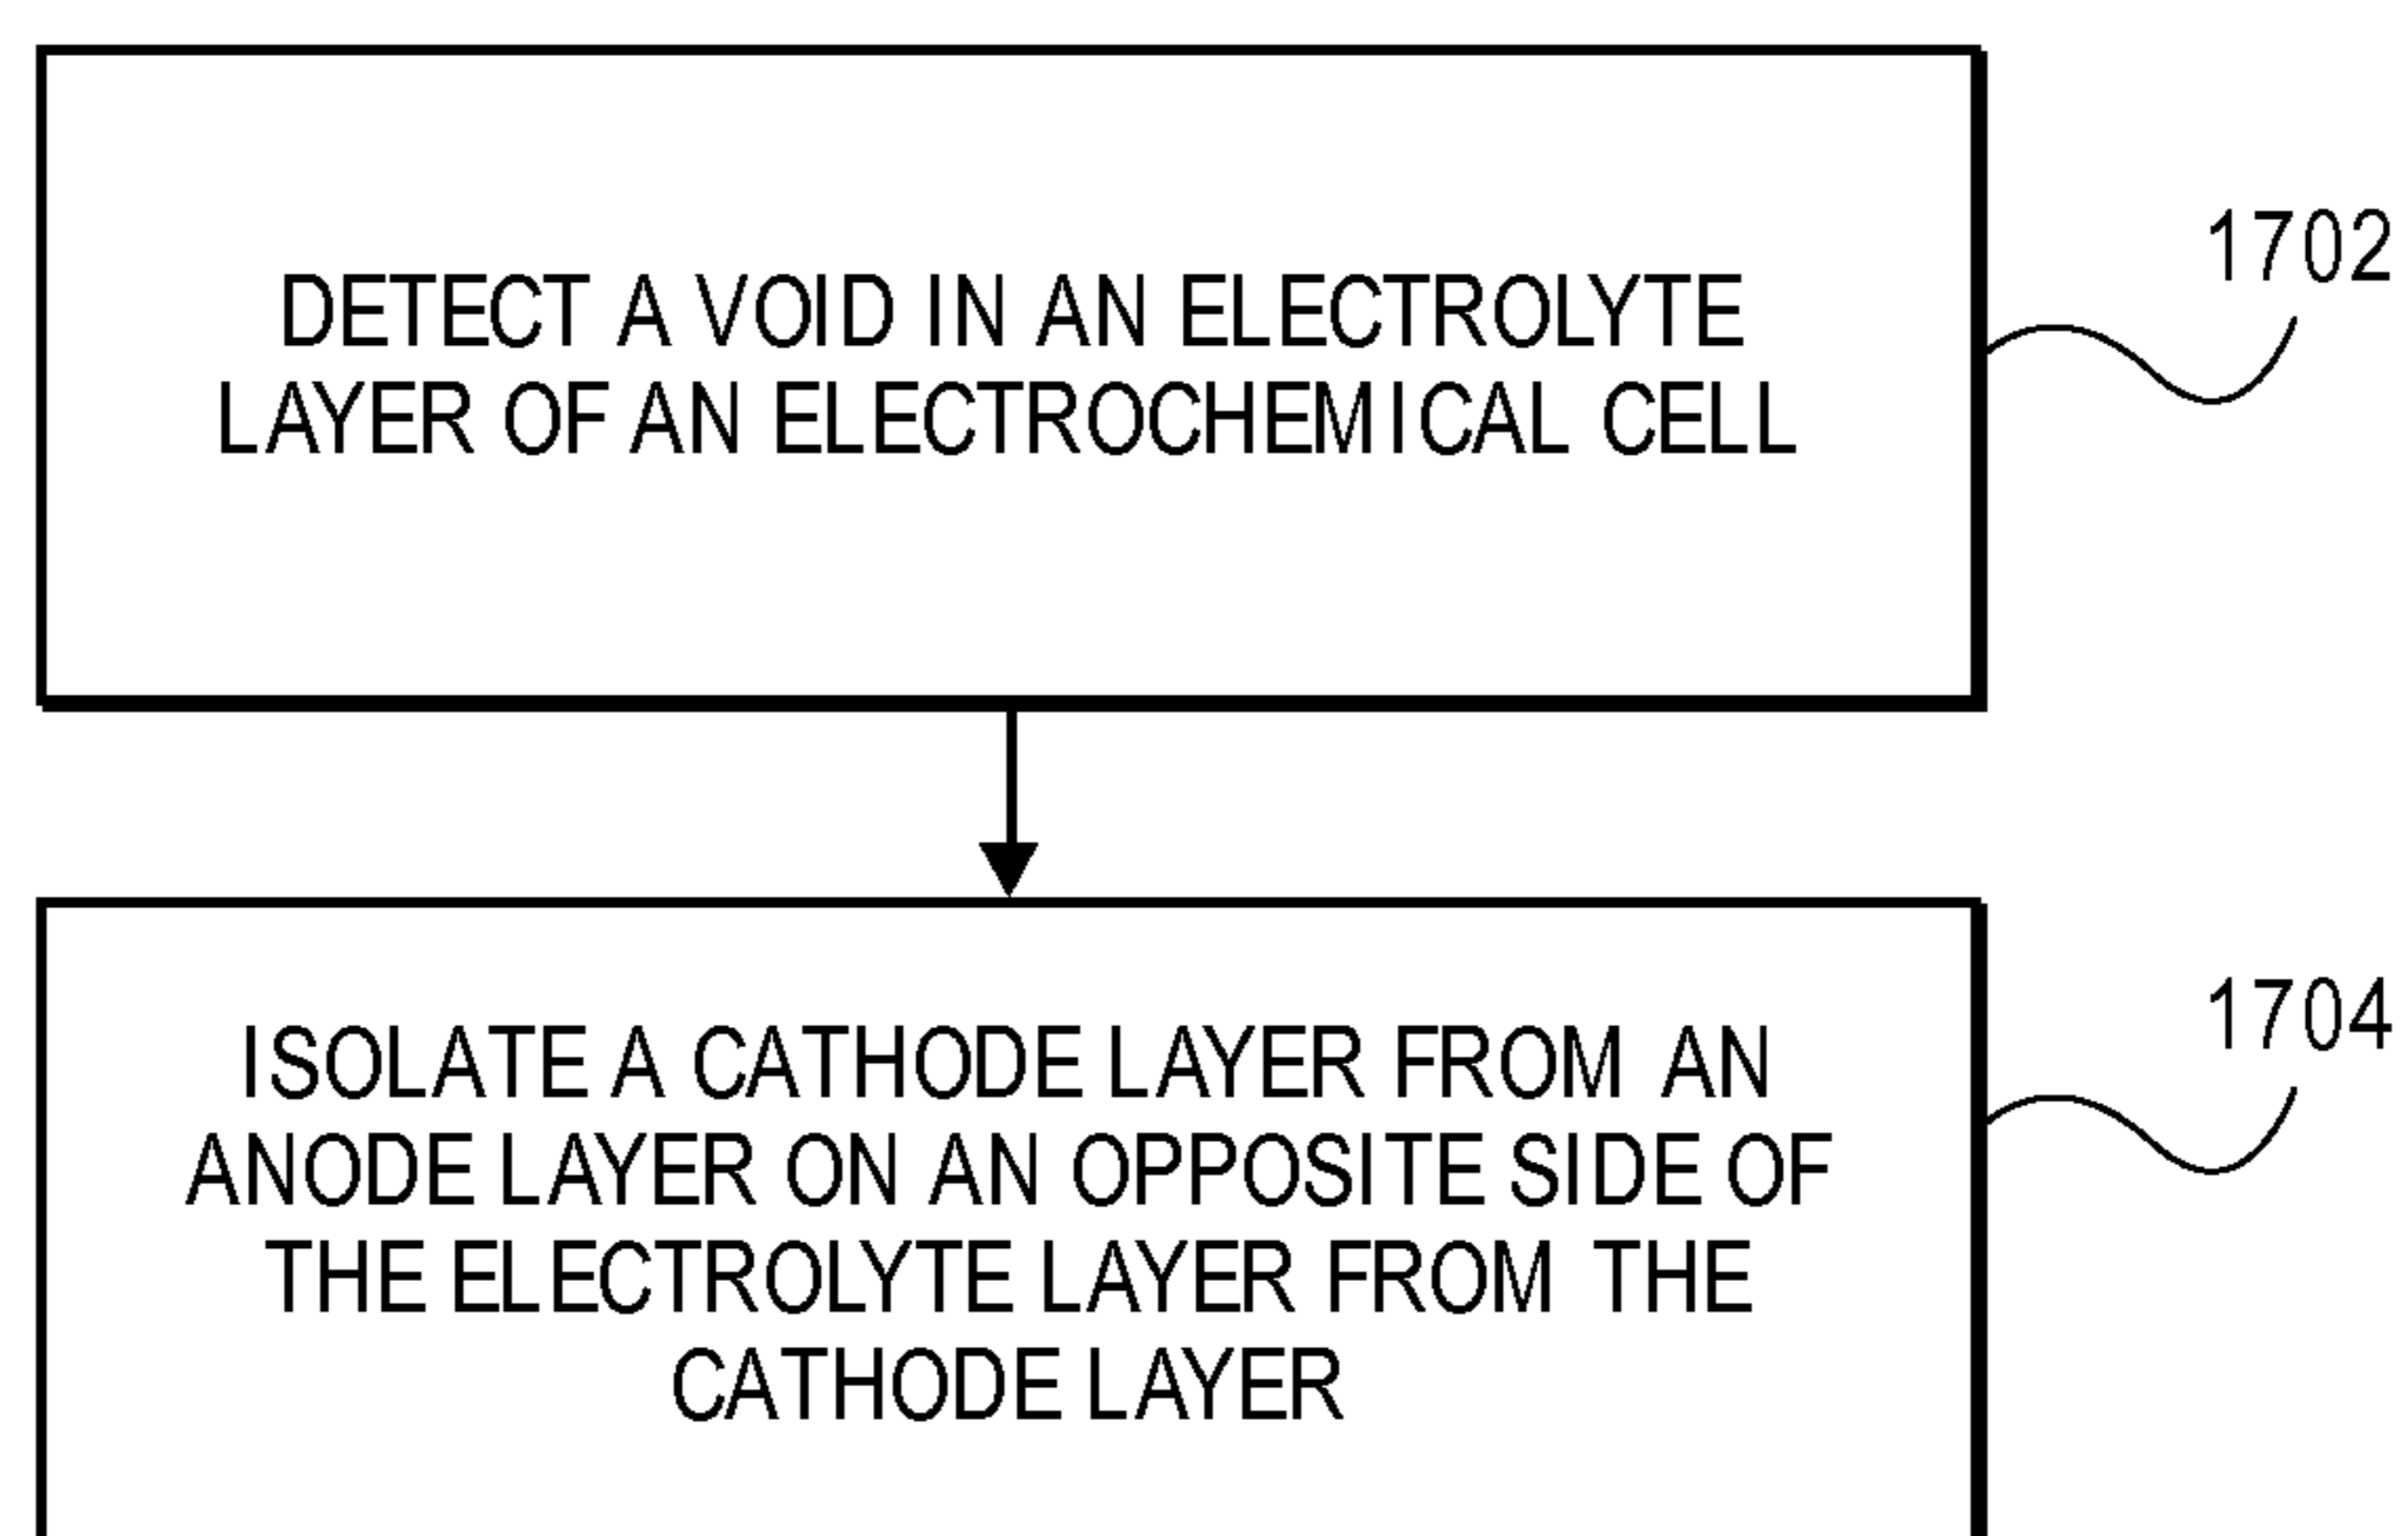 1702
DETECT A VOID IN AN ELECTROLYTE
LAYER OF AN ELECTROCHEMICAL CELL
1704
ISOLATE A CATHODE LAYER FROM AN
ANODE LAYER ON AN OPPOSITE SIDE OF
THE ELECTROLYTE LAYER FROM THE
CATHODE LAYER